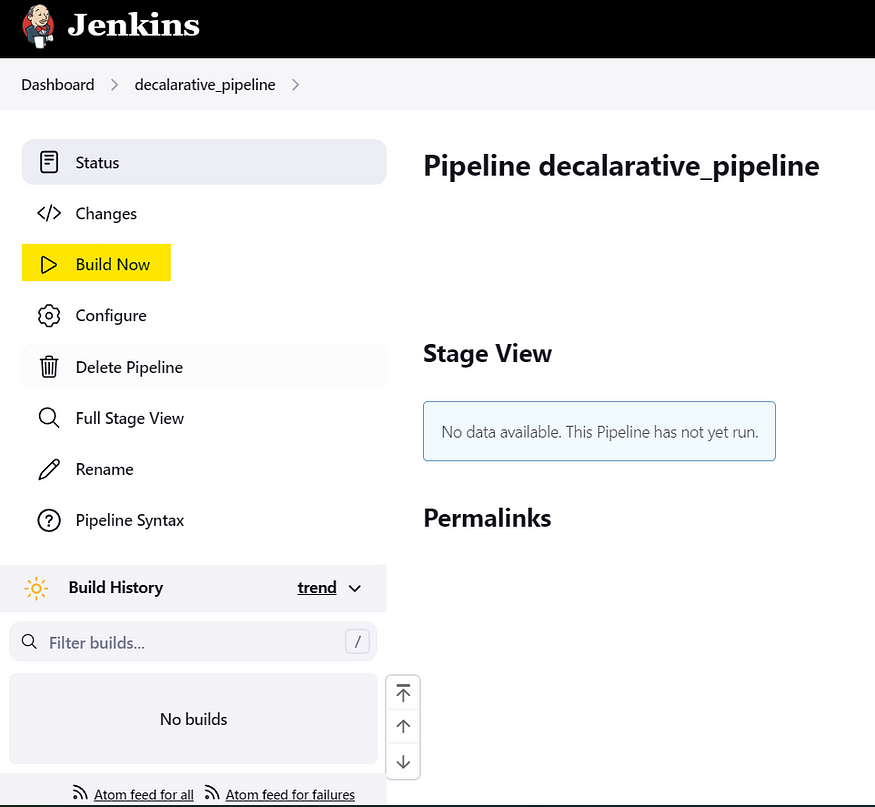 Jenkins
Dashboard
decalarative_pipeline
Status
Changes
Build Now
Configure
Delete Pipeline
Full Stage View
Rename
Pipeline Syntax
Build History
trend
Filter builds...
/
No builds
Atom feed for all
Atom feed for failures
Pipeline decalarative_pipeline
Stage View
No data available. This Pipeline has not yet run.
Permalinks